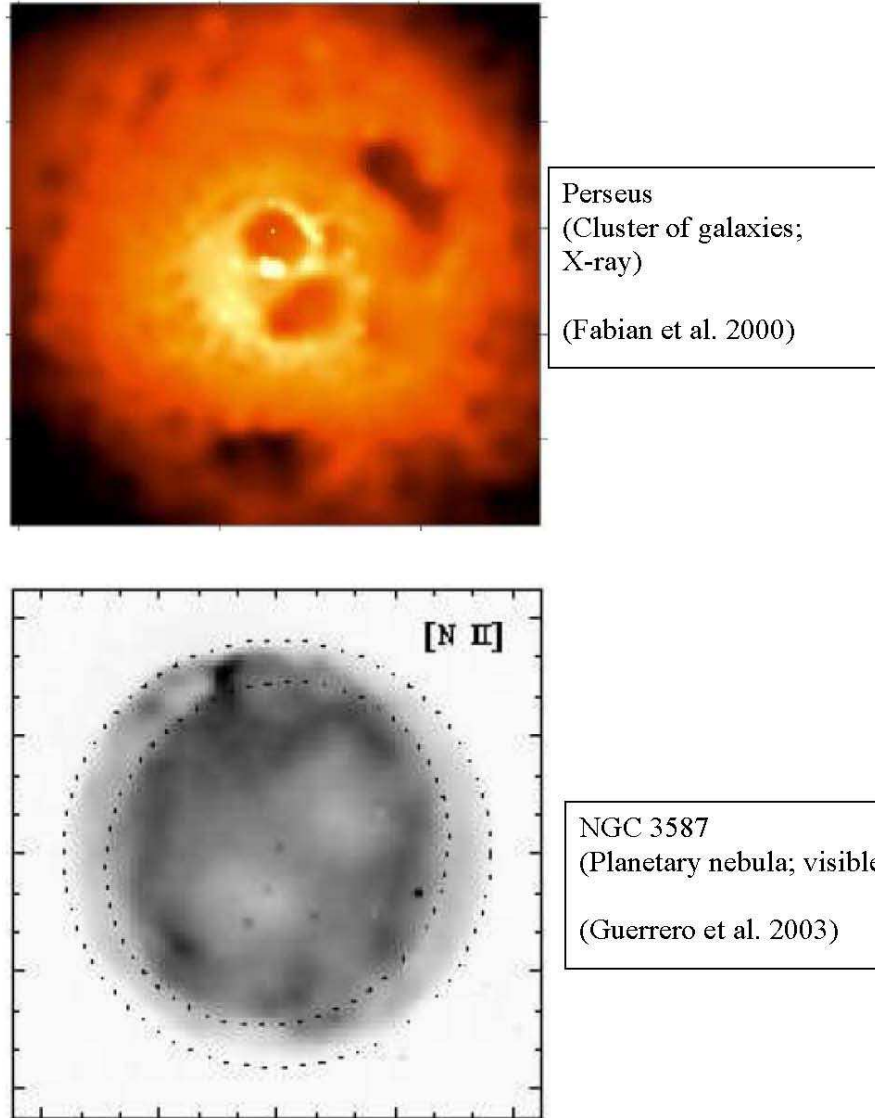 Perseus
(Cluster of galaxies;
X-ray)
(Fabian et al. 2000)
[N II]
NGC 3587
(Planetary nebula; visible
(Guerrero et al. 2003)